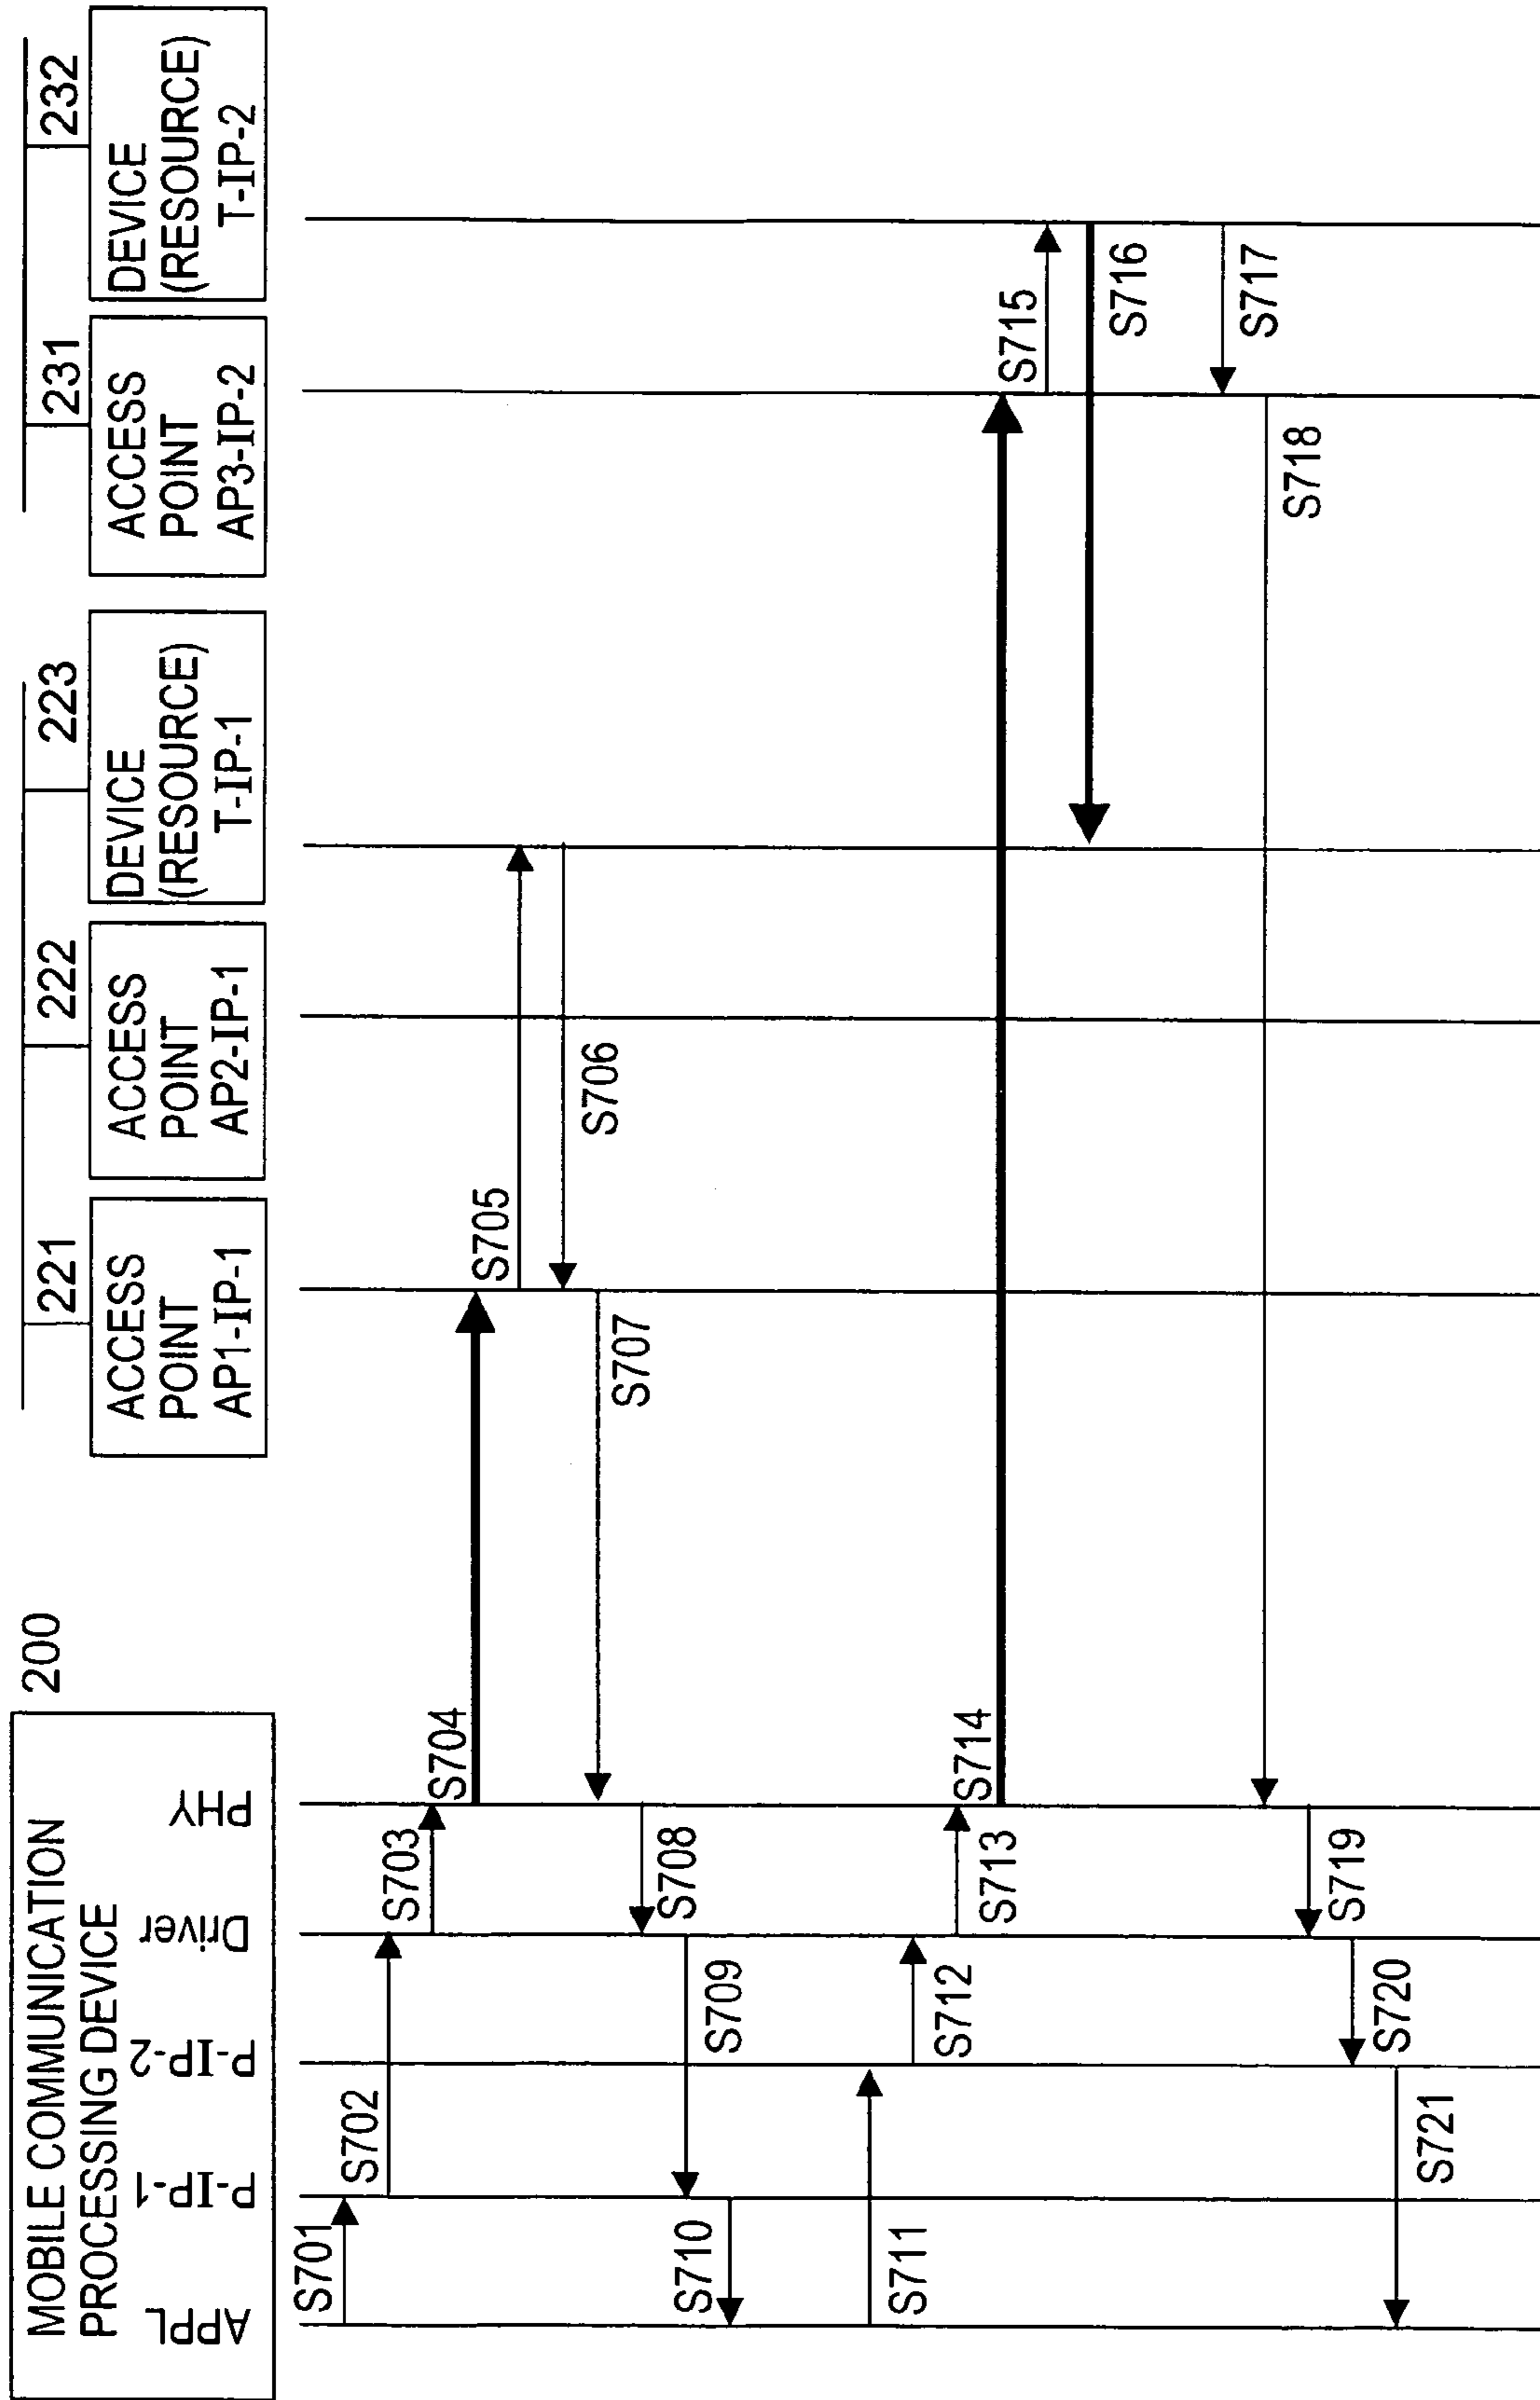 MOBILE COMMUNICATION
PROCESSING DEVICE
200
APPL
P-IP-1
P-IP-2
Driver
PHY
221
ACCESS
POINT
AP1-IP-1
222
ACCESS
POINT
AP2-IP-1
223
DEVICE
(RESOURCE)
T-IP-1
231
ACCESS
POINT
AP3-IP-2
232
DEVICE
(RESOURCE)
T-IP-2
S701
S702
S703
S704
S705
S706
S707
S708
S709
S710
S711
S712
S713
S714
S715
S716
S717
S718
S719
S720
S721